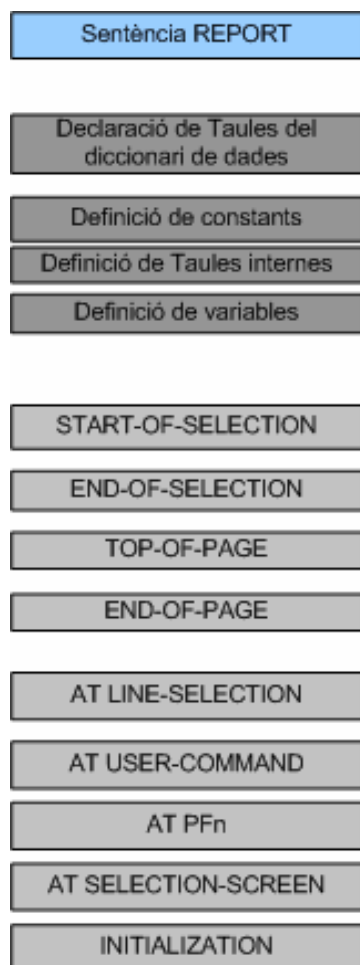 Sentència REPORT
Declaració de Taules del
diccionari de dades
Definició de constants
Definició de Taules internes
Definició de variables
START-OF-SELECTION
END-OF-SELECTION
TOP-OF-PAGE
END-OF-PAGE
AT LINE-SELECTION
AT USER-COMMAND
AT PFn
AT SELECTION-SCREEN
INITIALIZATION